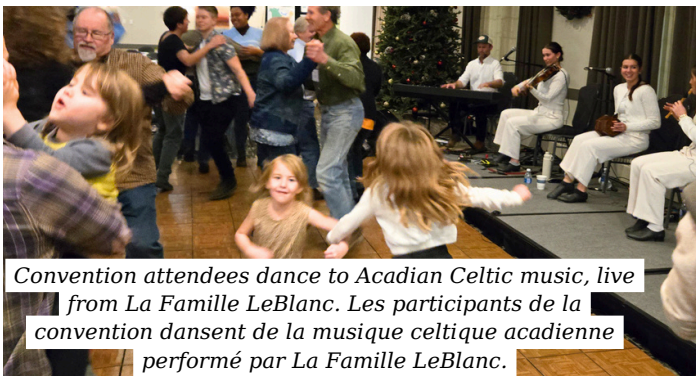 Convention attendees dance to Acadian Celtic music, live
from La Famille LeBlanc. Les participants de la
convention dansent de la musique celtique acadienne
performé par La Famille LeBlanc.